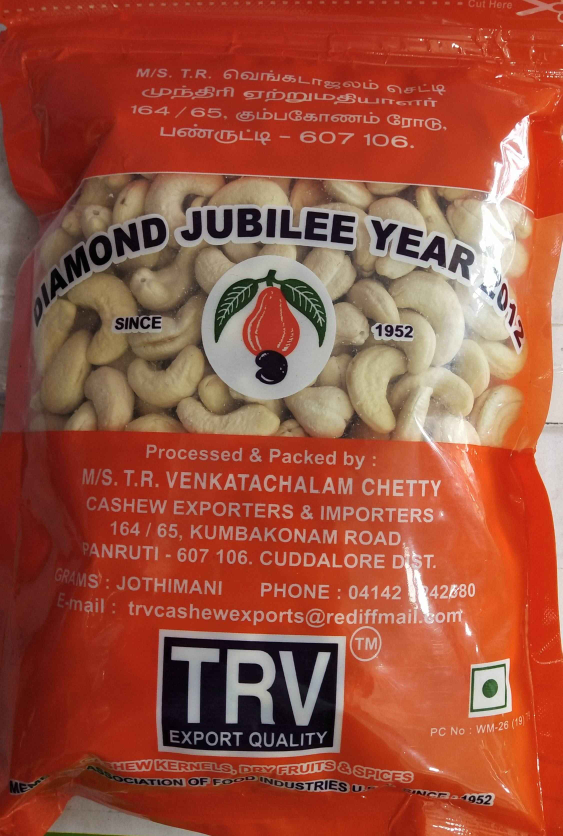 Cut Here
M/S. T.R. வெங்கடாஜலம் செட்டி
முந்திரி ஏற்றுமதியாளர்
164 / 65, கும்பகோணம் ரோடு,
பண்ருட்டி - 607 106.
DIAMOND JUBILEE YEAR 2012
SINCE 1952
Processed & Packed by :
M/S. T.R. VENKATACHALAM CHETTY
CASHEW EXPORTERS & IMPORTERS
164 / 65, KUMBAKONAM ROAD,
PANRUTI - 607 106. CUDDALORE DIST.
GRAMS : JOTHIMANI PHONE : 04142
E-mail : trvcashewexports@rediffmail.com
TRV TM
EXPORT QUALITY
PC No : WM-26 (19)
CASHEW KERNELS, DRY FRUITS & SPICES
ASSOCIATION OF FOOD INDUSTRIES SINCE : 1952